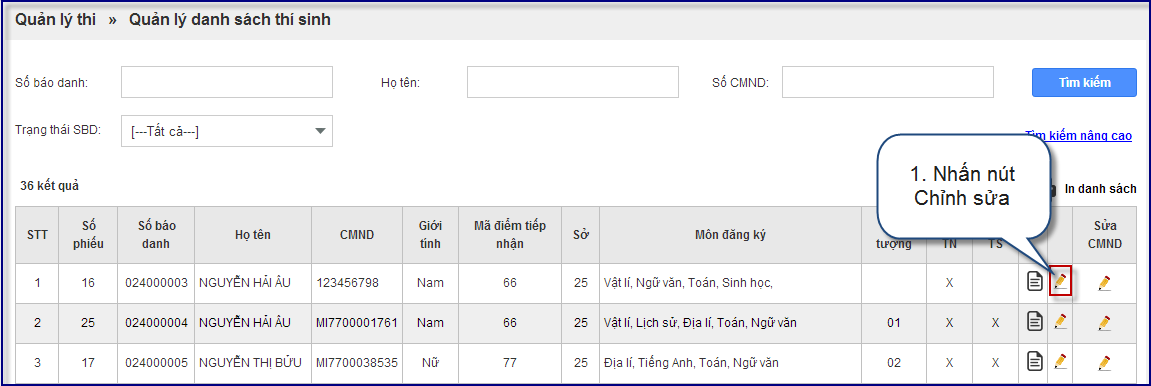 Quản lý thi » Quản lý danh sách thí sinh
Số báo danh:
Họ tên:
Số CMND:
Tìm kiếm
Trạng thái SBD:
[---Tất cả---]
Tìm kiếm nâng cao
1. Nhấn nút
Chỉnh sửa
36 kết quả
In danh sách
STT Số phiếu Số báo danh Họ tên CMND Giới tính Mã điểm tiếp nhận Sở Môn đăng ký tượng TN TS Sửa CMND
1 16 024000003 NGUYỄN HẢI ÂU 123456798 Nam 66 25 Vật lí, Ngữ văn, Toán, Sinh học, X
2 25 024000004 NGUYỄN HẢI ÂU MI7700001761 Nam 66 25 Vật lí, Lịch sử, Địa lí, Toán, Ngữ văn 01 X X
3 17 024000005 NGUYỄN THỊ BỬU MI7700038535 Nữ 77 25 Địa lí, Tiếng Anh, Toán, Ngữ văn 02 X X